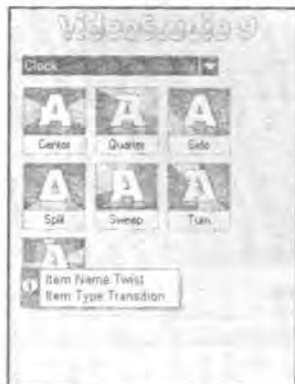 VideoStudio 9
Clock
A A A
Center Quarter Side
A A A
Split Sweep Turn
Item Name Twist
Item Type Transition